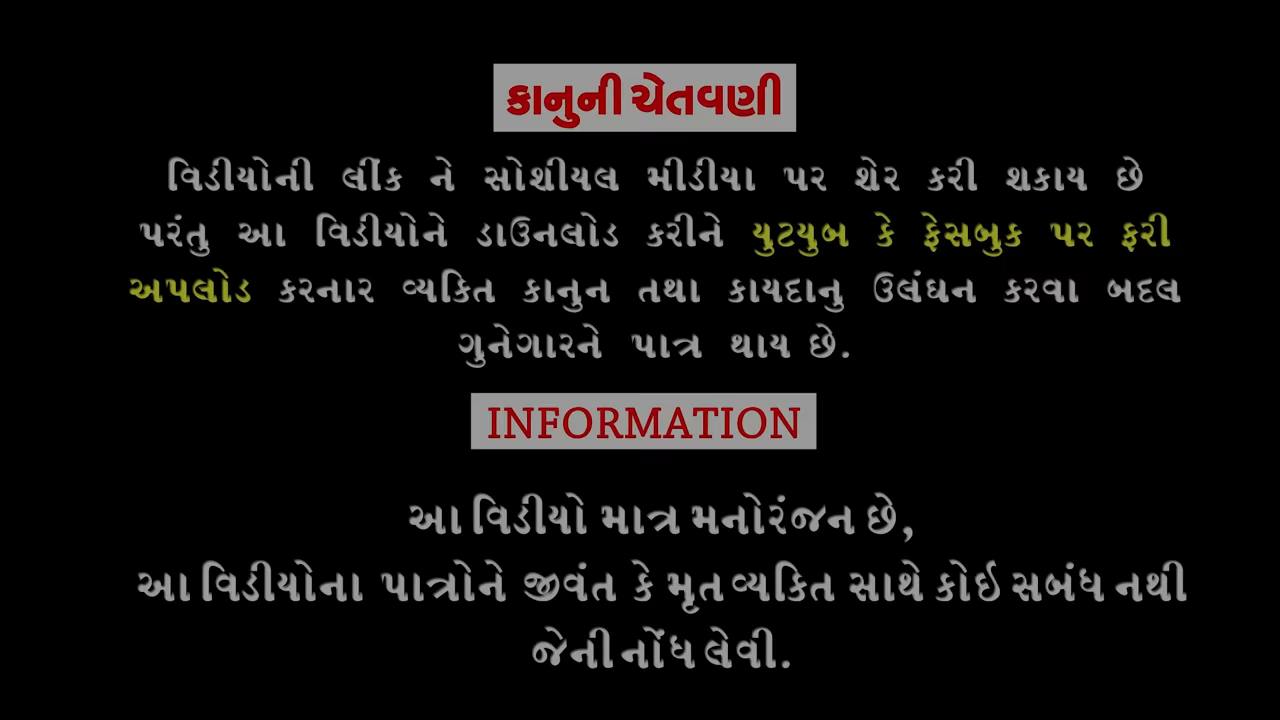 કાનુની ચેતવણી
વિડીયોની લીંક ને સોશીયલ મીડીયા પર શેર કરી શકાય છે
પરંતુ આ વિડીયોને ડાઉનલોડ કરીને યુટયુબ કે ફેસબુક પર ફરી
અપલોડ કરનાર વ્યકિત કાનુન તથા કાયદાનુ ઉલંઘન કરવા બદલ
ગુનેગારને પાત્ર થાય છે.
INFORMATION
આ વિડીયો માત્ર મનોરંજન છે,
આ વિડીયોના પાત્રોને જીવંત કે મૃત વ્યકિત સાથે કોઇ સબંધ નથી
જેની નોંધ લેવી.